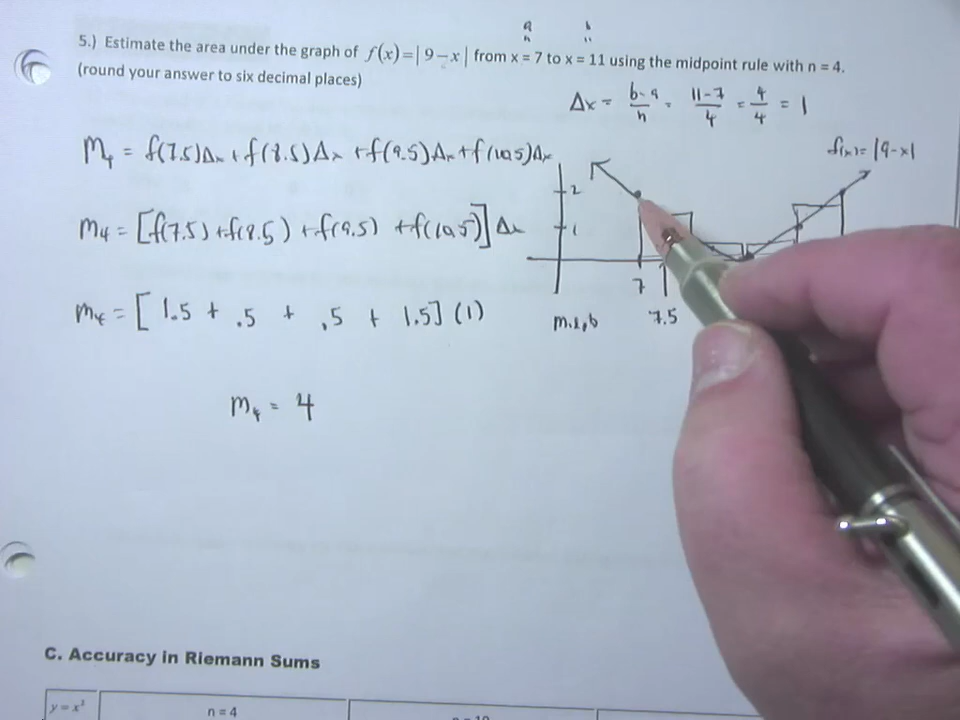 a b
" "
5.) Estimate the area under the graph of f(x)=|9−x| from x = 7 to x = 11 using the midpoint rule with n = 4.
(round your answer to six decimal places)
Δx = b-a/n = 11-7/4 = 4/4 = 1
M4 = f(7.5)Δx + f(8.5)Δx + f(9.5)Δx + f(10.5)Δx
f(x)= |9-x|
2
M4 = [f(7.5) + f(8.5) + f(9.5) + f(10.5)] Δx
1
7
M4 = [ 1.5 + .5 + .5 + 1.5] (1)
7.5
M4 = 4
C. Accuracy in Riemann Sums
y = x²
n = 4